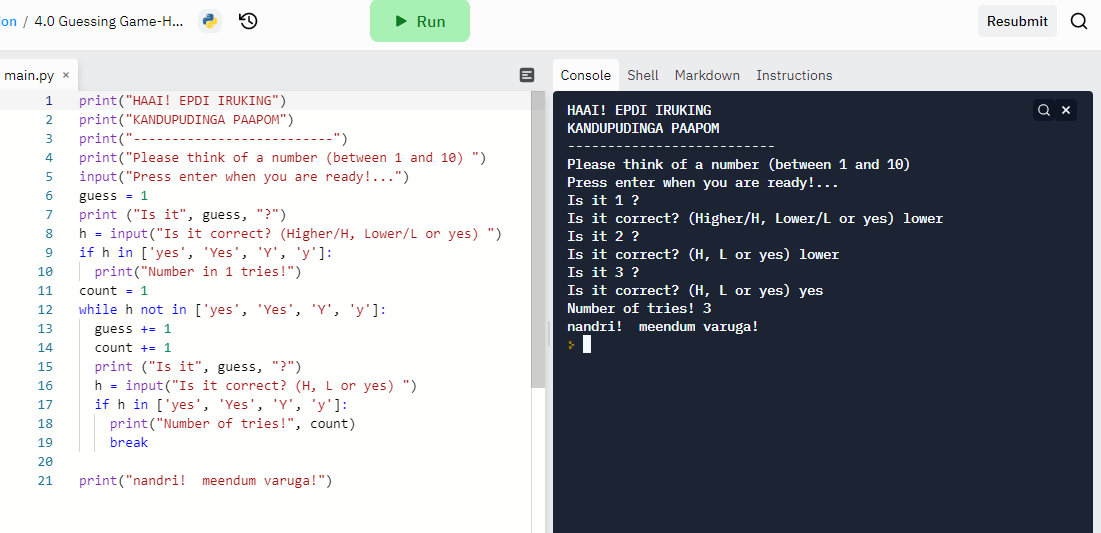 on / 4.0 Guessing Game-H...
Run
Resubmit
main.py ×
Console Shell Markdown Instructions
1 print("HAAI! EPDI IRUKING")
2 print("KANDUPUDINGA PAAPOM")
3 print("--------------------------")
4 print("Please think of a number (between 1 and 10) ")
5 input("Press enter when you are ready!...")
6 guess = 1
7 print ("Is it", guess, "?")
8 h = input("Is it correct? (Higher/H, Lower/L or yes) ")
9 if h in ['yes', 'Yes', 'Y', 'y']:
10   print("Number in 1 tries!")
11 count = 1
12 while h not in ['yes', 'Yes', 'Y', 'y']:
13   guess += 1
14   count += 1
15   print ("Is it", guess, "?")
16   h = input("Is it correct? (H, L or yes) ")
17   if h in ['yes', 'Yes', 'Y', 'y']:
18     print("Number of tries!", count)
19     break
20
21 print("nandri!  meendum varuga!")
HAAI! EPDI IRUKING
KANDUPUDINGA PAAPOM
--------------------------
Please think of a number (between 1 and 10)
Press enter when you are ready!...
Is it 1 ?
Is it correct? (Higher/H, Lower/L or yes) lower
Is it 2 ?
Is it correct? (H, L or yes) lower
Is it 3 ?
Is it correct? (H, L or yes) yes
Number of tries! 3
nandri!  meendum varuga!